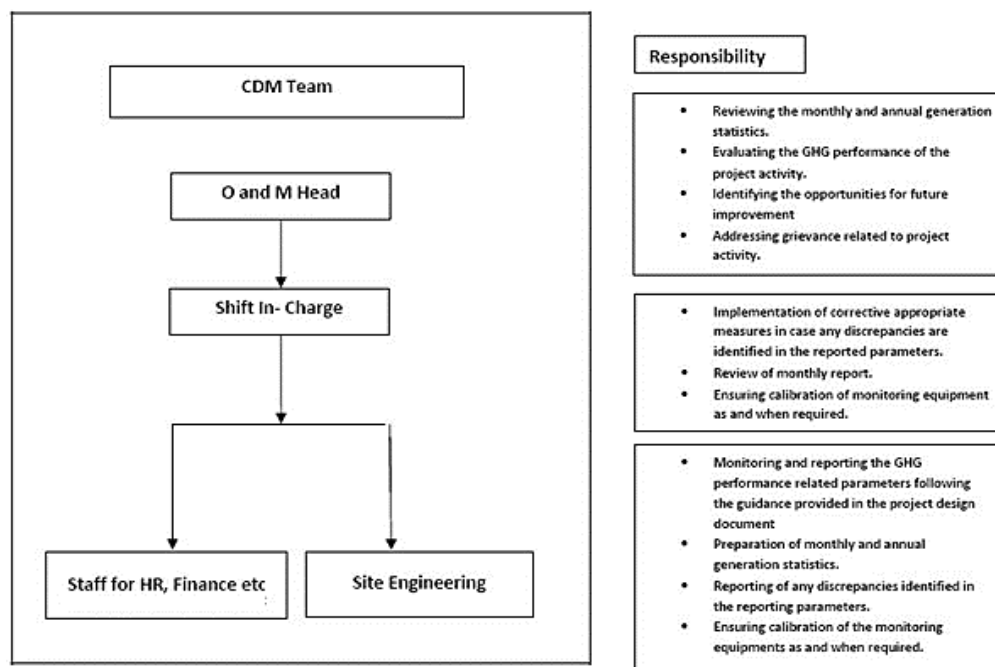 CDM Team
O and M Head
Shift In- Charge
Staff for HR, Finance etc
Site Engineering
Responsibility
• Reviewing the monthly and annual generation
statistics.
• Evaluating the GHG performance of the
project activity.
• Identifying the opportunities for future
improvement
• Addressing grievance related to project
activity.
• Implementation of corrective appropriate
measures in case any discrepancies are
identified in the reported parameters.
• Review of monthly report.
• Ensuring calibration of monitoring equipment
as and when required.
• Monitoring and reporting the GHG
performance related parameters following
the guidance provided in the project design
document
• Preparation of monthly and annual
generation statistics.
• Reporting of any discrepancies identified in
the reporting parameters.
• Ensuring calibration of the monitoring
equipments as and when required.